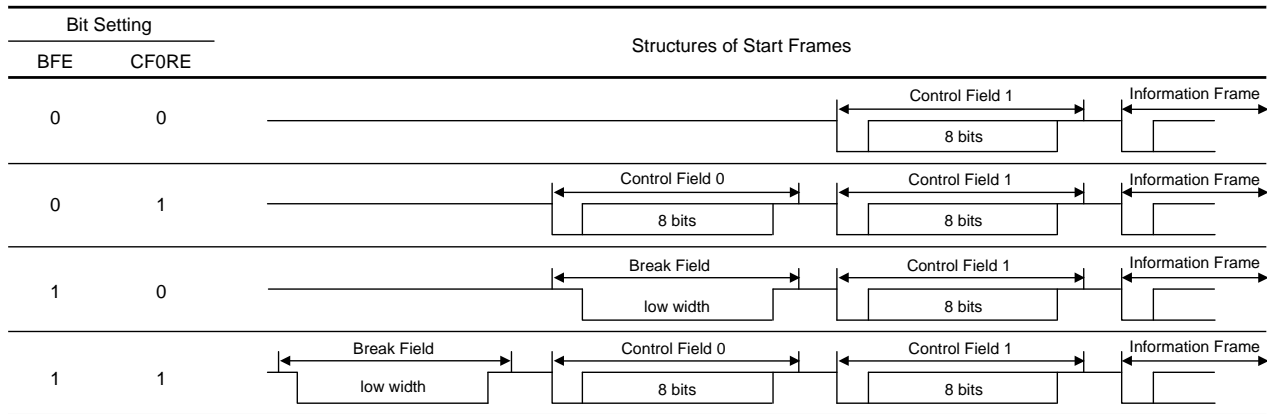 Bit Setting
Structures of Start Frames
BFE CF0RE
0 0
Control Field 1 Information Frame
8 bits
0 1
Control Field 0 Control Field 1 Information Frame
8 bits 8 bits
1 0
Break Field Control Field 1 Information Frame
low width 8 bits
1 1
Break Field Control Field 0 Control Field 1 Information Frame
low width 8 bits 8 bits